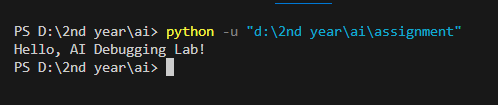 PS D:\2nd year\ai> python -u "d:\2nd year\ai\assignment"
Hello, AI Debugging Lab!
PS D:\2nd year\ai>